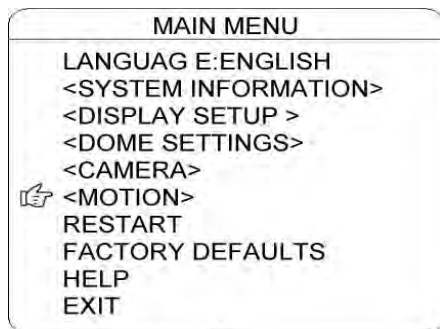 MAIN MENU
LANGUAG E:ENGLISH
<SYSTEM INFORMATION>
<DISPLAY SETUP >
<DOME SETTINGS>
<CAMERA>
<MOTION>
RESTART
FACTORY DEFAULTS
HELP
EXIT